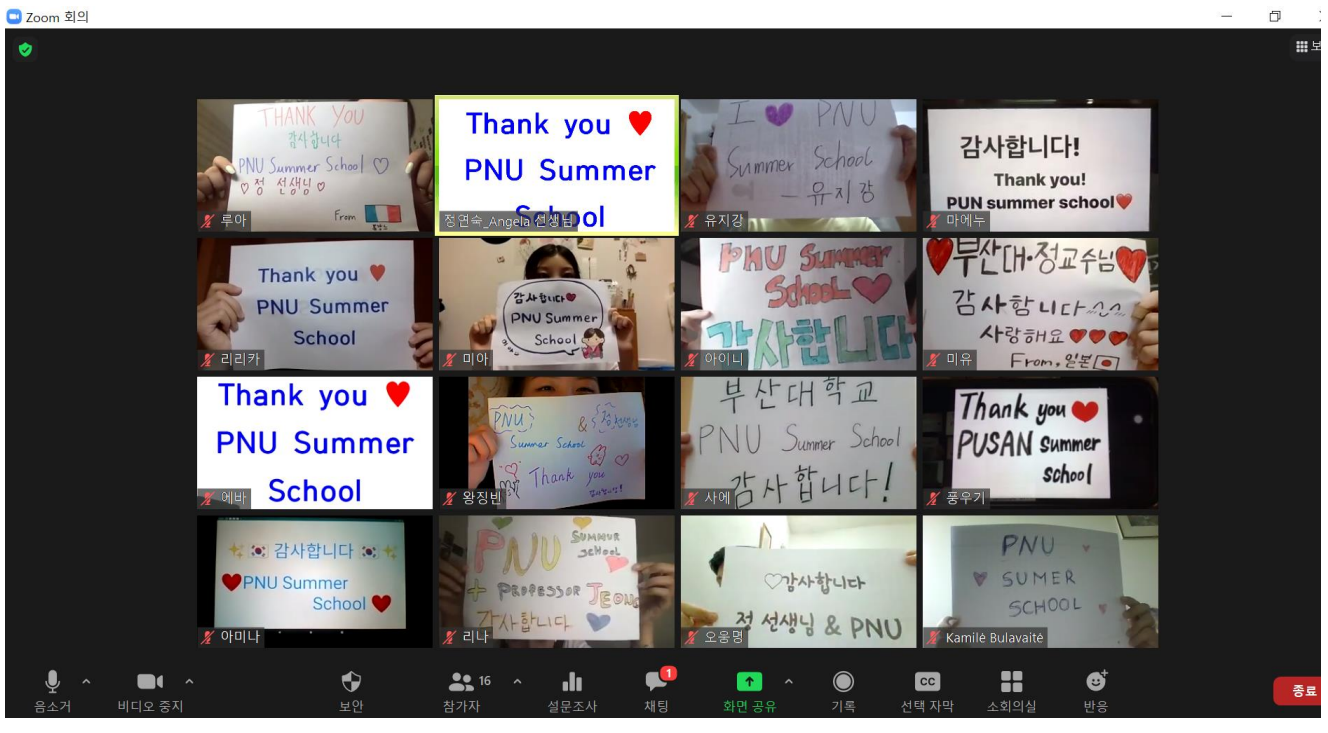 Zoom 회의
보
THANK YOU
감사합니다
PNU Summer School ♡
♡ 정 선생님 ♡
From
루아
Thank you ❤
PNU Summer
School
정연숙_Angela 선생님
I 💜 PNU
Summer School
- 유지강
유지강
감사합니다!
Thank you!
PUN summer school❤
마에누
Thank you ❤
PNU Summer
School
리리카
감사합니다❤
PNU Summer
School
미아
PNU Summer
School
감사합니다
아이니
❤부산대·정교수님❤
감사합니다^^
사랑해요 ❤❤❤
From, 일본
미유
Thank you ❤
PNU Summer
School
에바
PNU & 정선생님
Summer School
Thank you
왕징빈
부산대학교
PNU Summer School
감사합니다!
사에
Thank you ❤
PUSAN summer
school
풍우기
✨ 🇰🇷 감사합니다 🇰🇷 ✨
❤PNU Summer
School ❤
아미나
PNU SUMMUR
SCHOOL
+ PROFESSOR JEONG
감사합니다
리나
♡감사합니다
정 선생님 & PNU
오웅명
PNU
SUMER
SCHOOL
Kamilė Bulavaitė
음소거
비디오 중지
보안
16
참가자
설문조사
1
채팅
화면 공유
기록
CC
선택 자막
소회의실
반응
종료